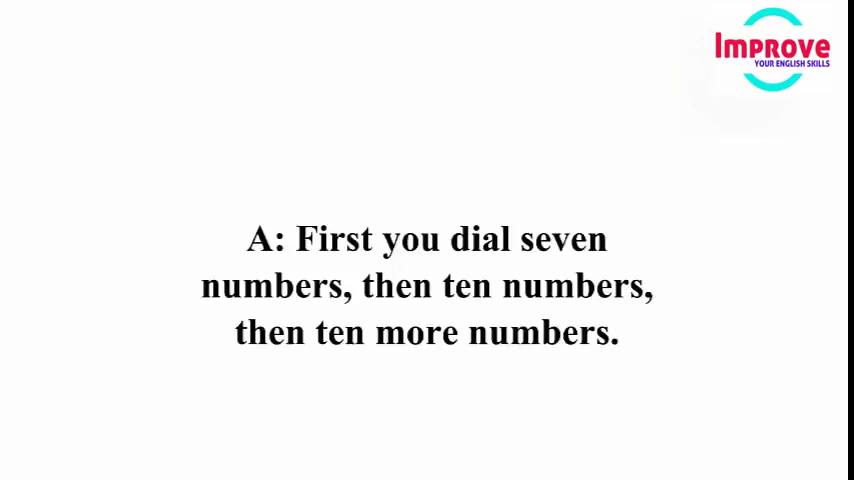 Improve
YOUR ENGLISH SKILLS
A: First you dial seven
numbers, then ten numbers,
then ten more numbers.